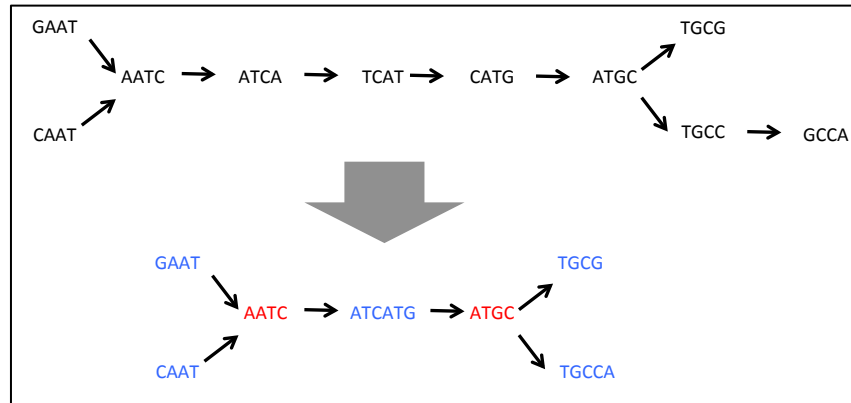 GAAT
TGCG
AATC ATCA TCAT CATG ATGC
CAAT
TGCC GCCA
GAAT
TGCG
AATC ATCATG ATGC
CAAT
TGCCA